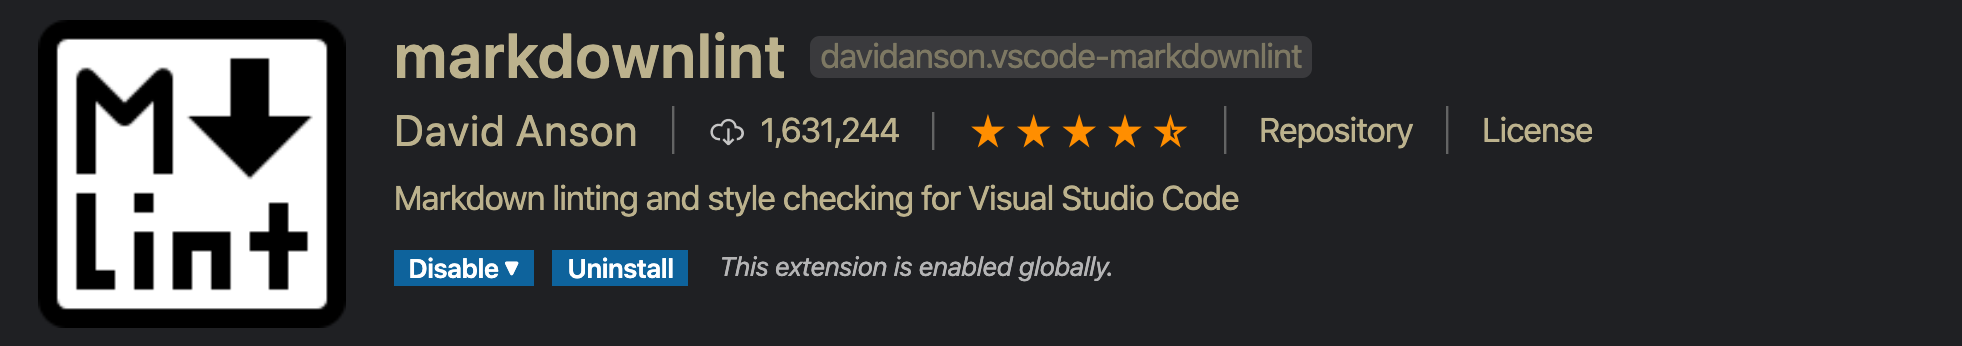 M
Lint
markdownlint davidanson.vscode-markdownlint
David Anson 1,631,244 Repository License
Markdown linting and style checking for Visual Studio Code
Disable Uninstall This extension is enabled globally.